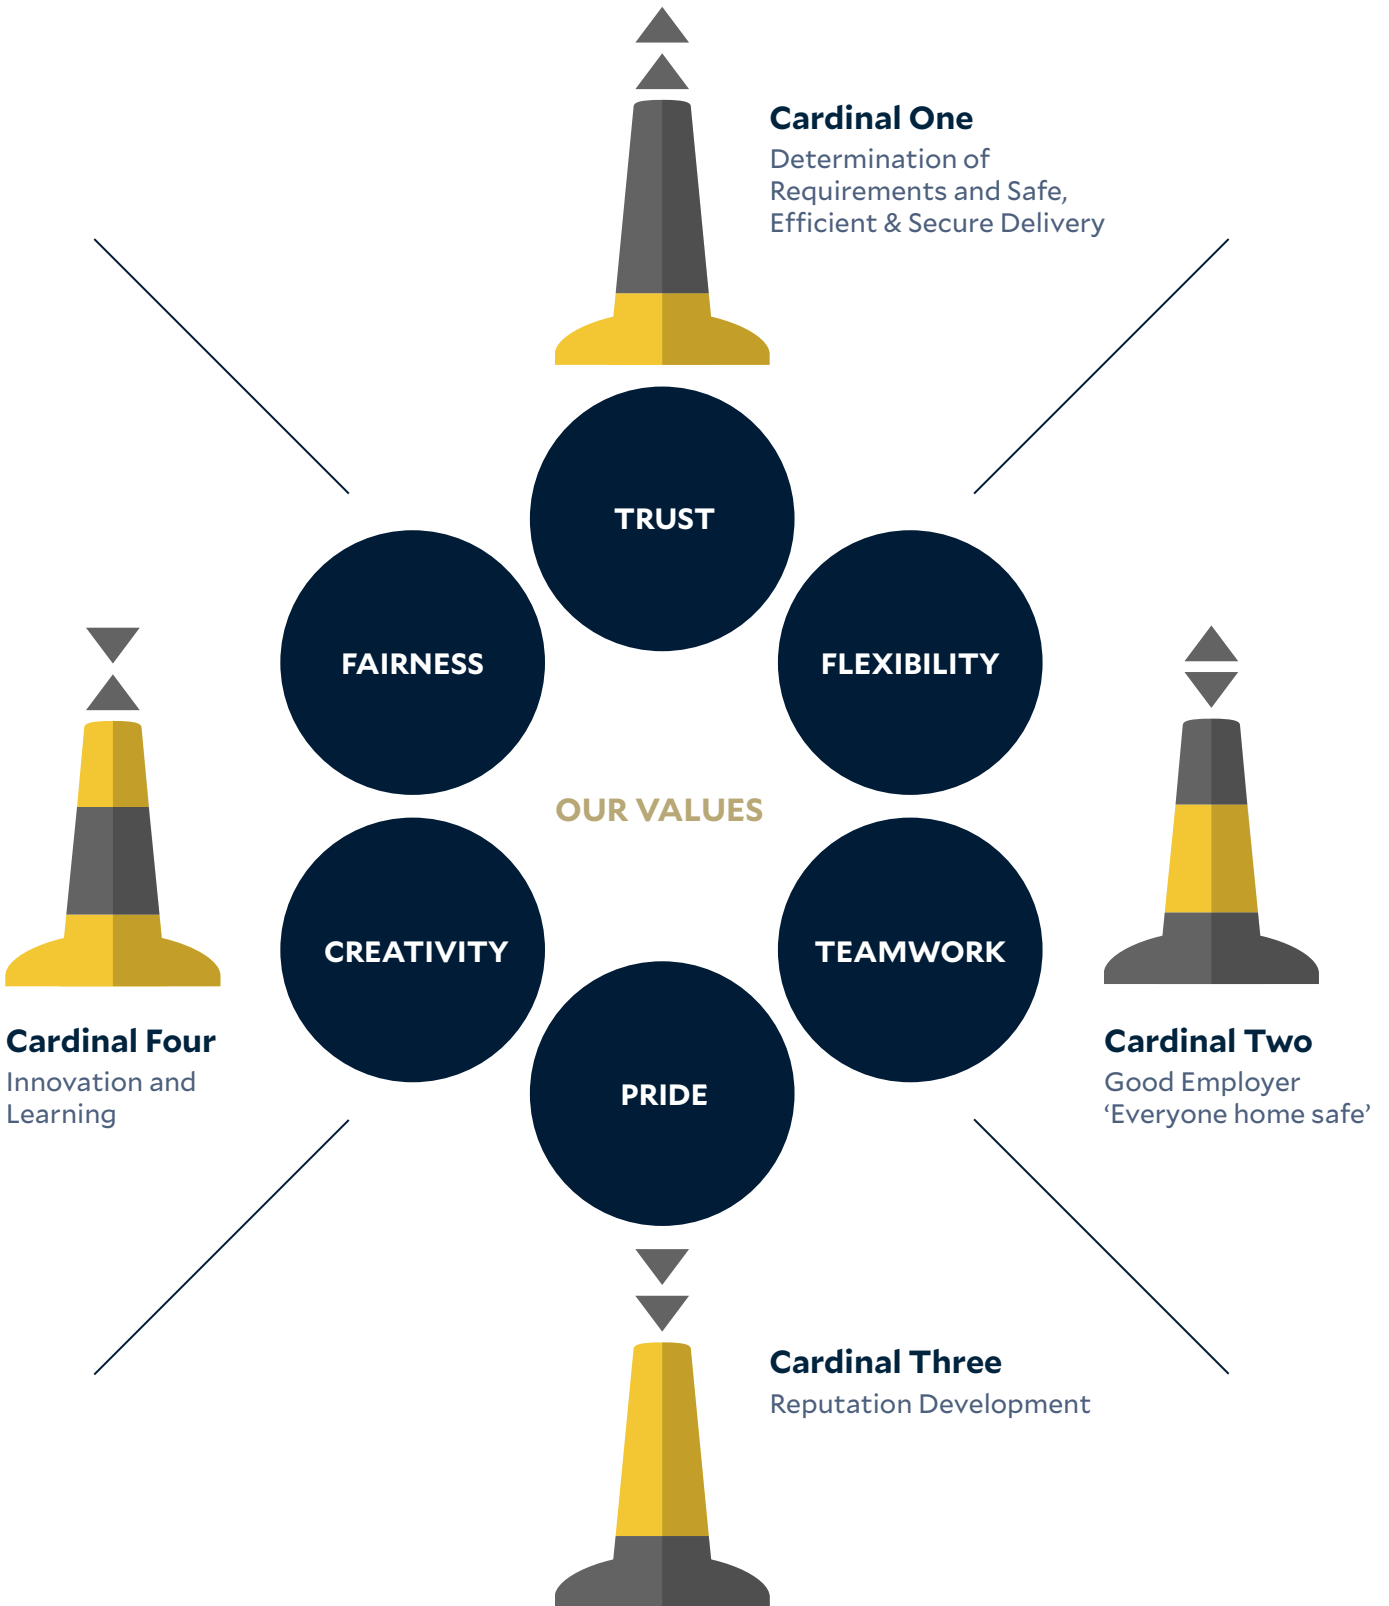 Cardinal One
Determination of
Requirements and Safe,
Efficient & Secure Delivery
TRUST
FAIRNESS
FLEXIBILITY
OUR VALUES
CREATIVITY
TEAMWORK
PRIDE
Cardinal Four
Innovation and
Learning
Cardinal Two
Good Employer
‘Everyone home safe’
Cardinal Three
Reputation Development